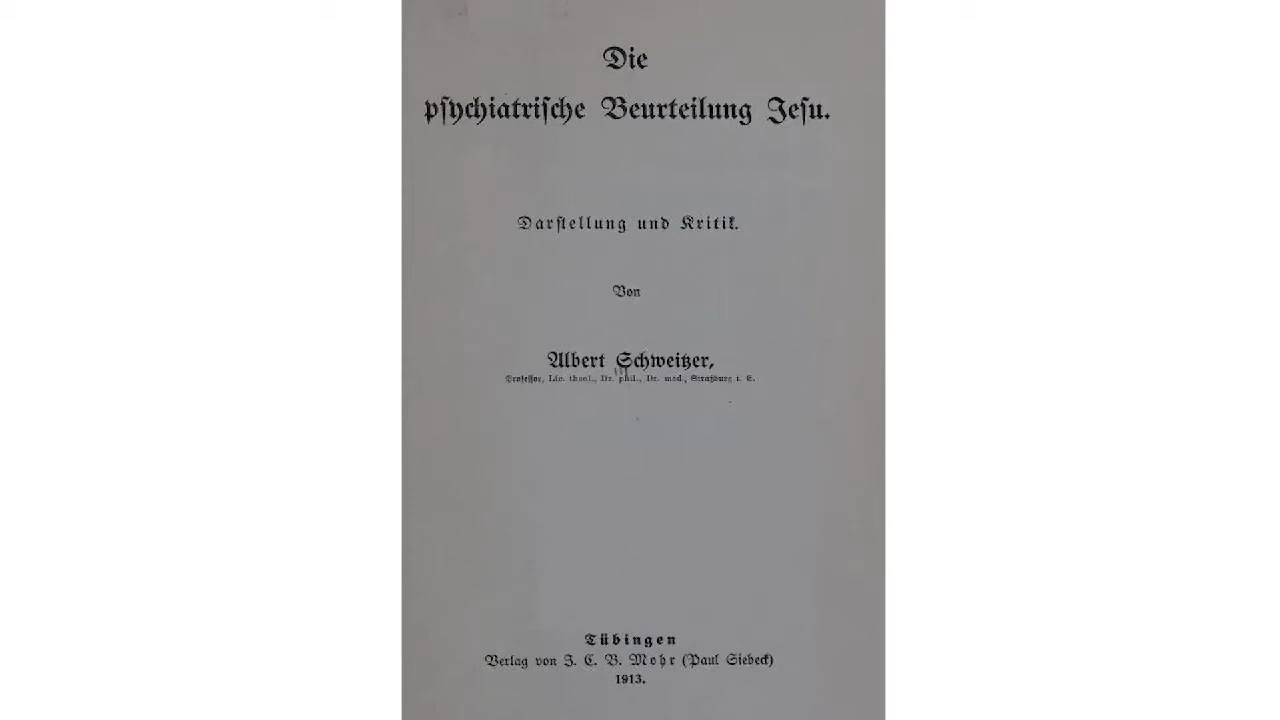 Die
psychiatrische Beurteilung Jesu.
Darstellung und Kritik.
Von
Albert Schweitzer,
Professor, Lic. theol., Dr. phil., Dr. med., Straßburg i. E.
Tübingen
Verlag von J. C. B. Mohr (Paul Siebeck)
1913.